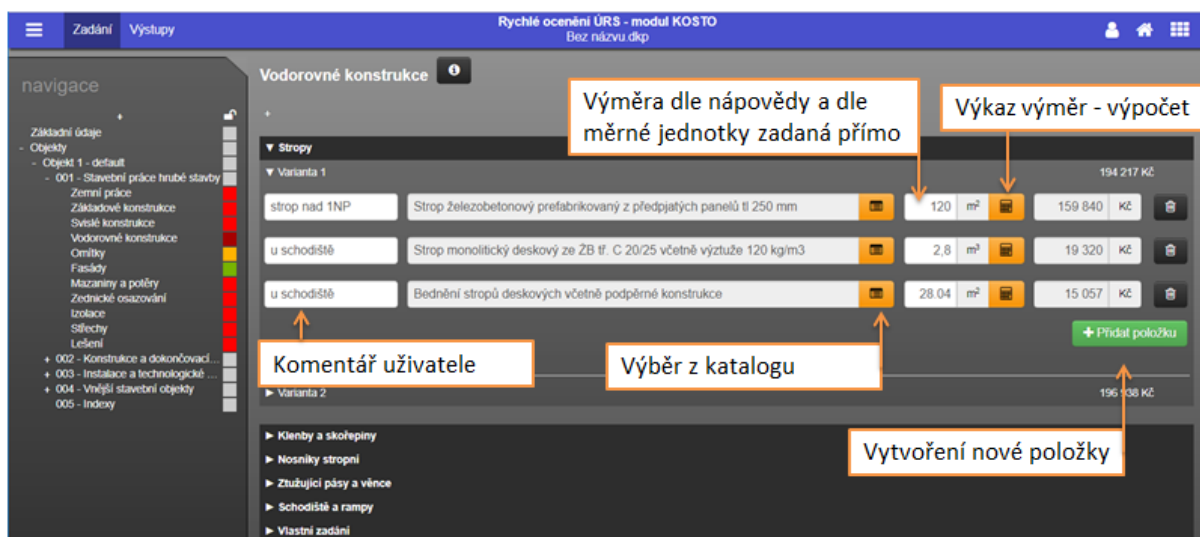 Zadání Výstupy
Rychlé ocenění ÚRS - modul KOSTO
Bez názvu.dkp
navigace
+
Základní údaje
- Objekty
- Objekt 1 - default
- 001 - Stavební práce hrubé stavby
Zemní práce
Základové konstrukce
Svislé konstrukce
Vodorovné konstrukce
Omítky
Fasády
Mazaniny a potěry
Zednické osazování
Izolace
Střechy
Lešení
+ 002 - Konstrukce a dokončovací...
+ 003 - Instalace a technologické ...
+ 004 - Vnější stavební objekty
005 - Indexy
Vodorovné konstrukce
+
Výměra dle nápovědy a dle
měrné jednotky zadaná přímo
Výkaz výměr - výpočet
▼ Stropy
▼ Varianta 1 194 217 Kč
strop nad 1NP Strop železobetonový prefabrikovaný z předpjatých panelů tl 250 mm 120 m² 159 840 Kč
u schodiště Strop monolitický deskový ze ŽB tř. C 20/25 včetně výztuže 120 kg/m3 2,8 m³ 19 320 Kč
u schodiště Bednění stropů deskových včetně podpěrné konstrukce 28.04 m² 15 057 Kč
+ Přidat položku
Komentář uživatele
Výběr z katalogu
► Varianta 2 196 938 Kč
Vytvoření nové položky
► Klenby a skořepiny
► Nosníky stropní
► Ztužující pásy a věnce
► Schodiště a rampy
► Vlastní zadání